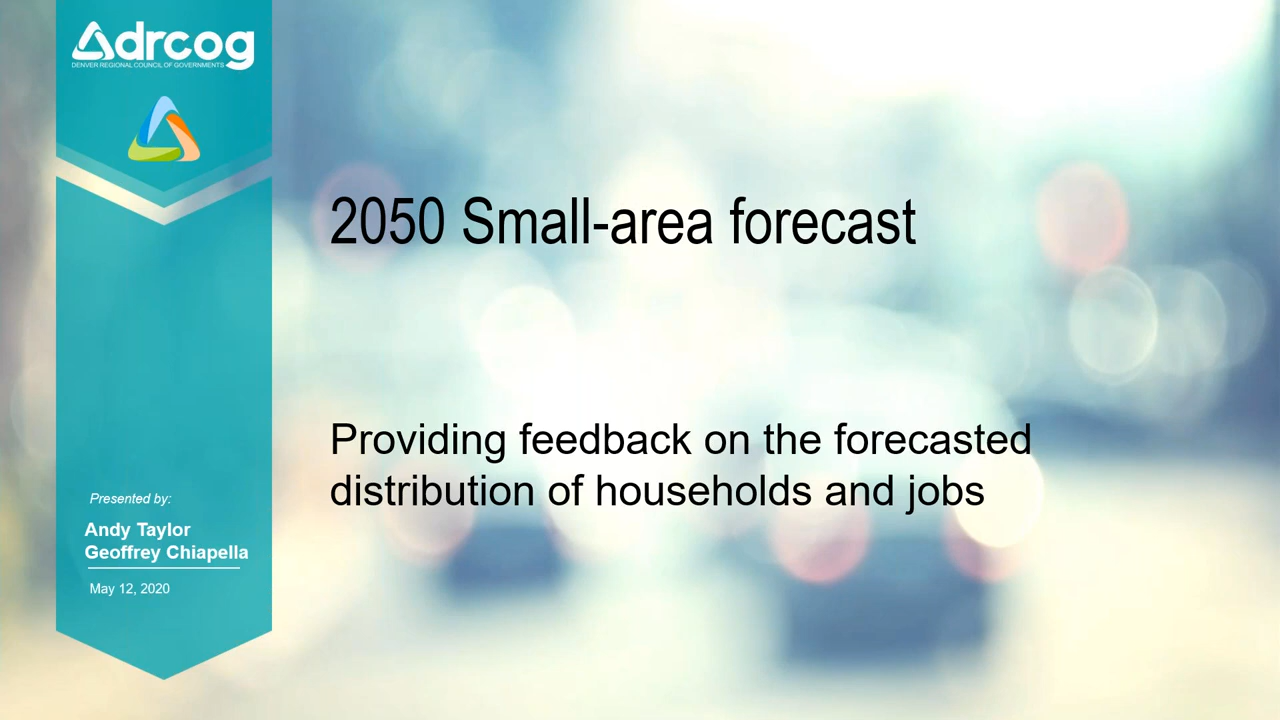 drcog
DENVER REGIONAL COUNCIL OF GOVERNMENTS
2050 Small-area forecast
Providing feedback on the forecasted
distribution of households and jobs
Presented by:
Andy Taylor
Geoffrey Chiapella
May 12, 2020